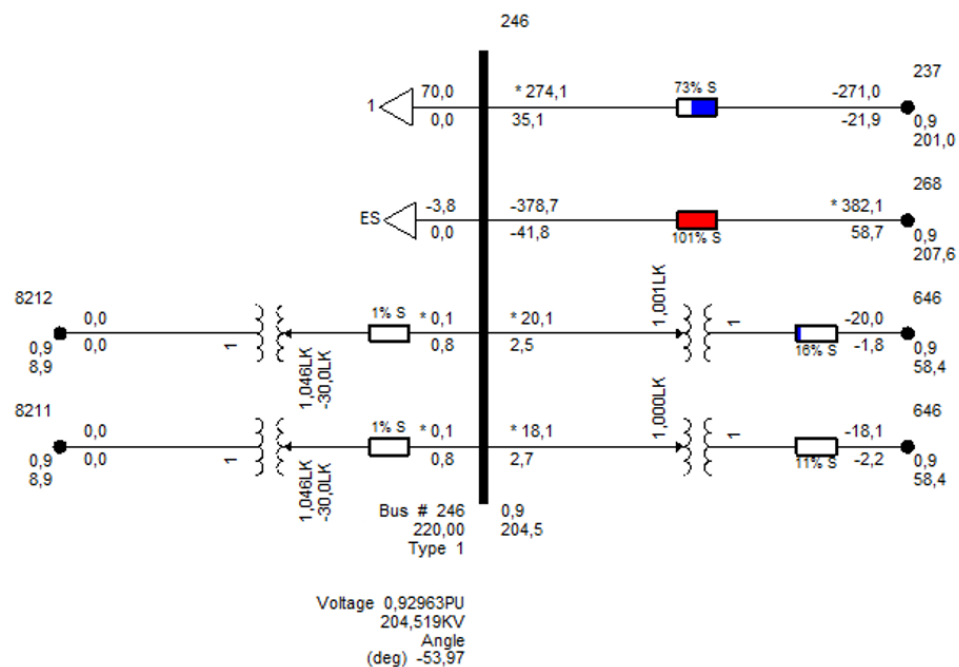 246
237
1 70,0 * 274,1 73% S -271,0
0,0 35,1 -21,9 0,9
201,0
268
ES -3,8 -378,7 * 382,1
0,0 -41,8 101% S 58,7 0,9
207,6
8212 646
0,0 1% S * 0,1 * 20,1 1,001LK 1 -20,0
0,9 0,0 1 1,046LK 0,8 2,5 16% S -1,8 0,9
8,9 -30,0LK 58,4
8211 646
0,0 1% S * 0,1 * 18,1 1,000LK 1 -18,1
0,9 0,0 1 1,046LK 0,8 2,7 11% S -2,2 0,9
8,9 -30,0LK 58,4
Bus # 246 0,9
220,00 204,5
Type 1
Voltage 0,92963PU
204,519KV
Angle
(deg) -53,97